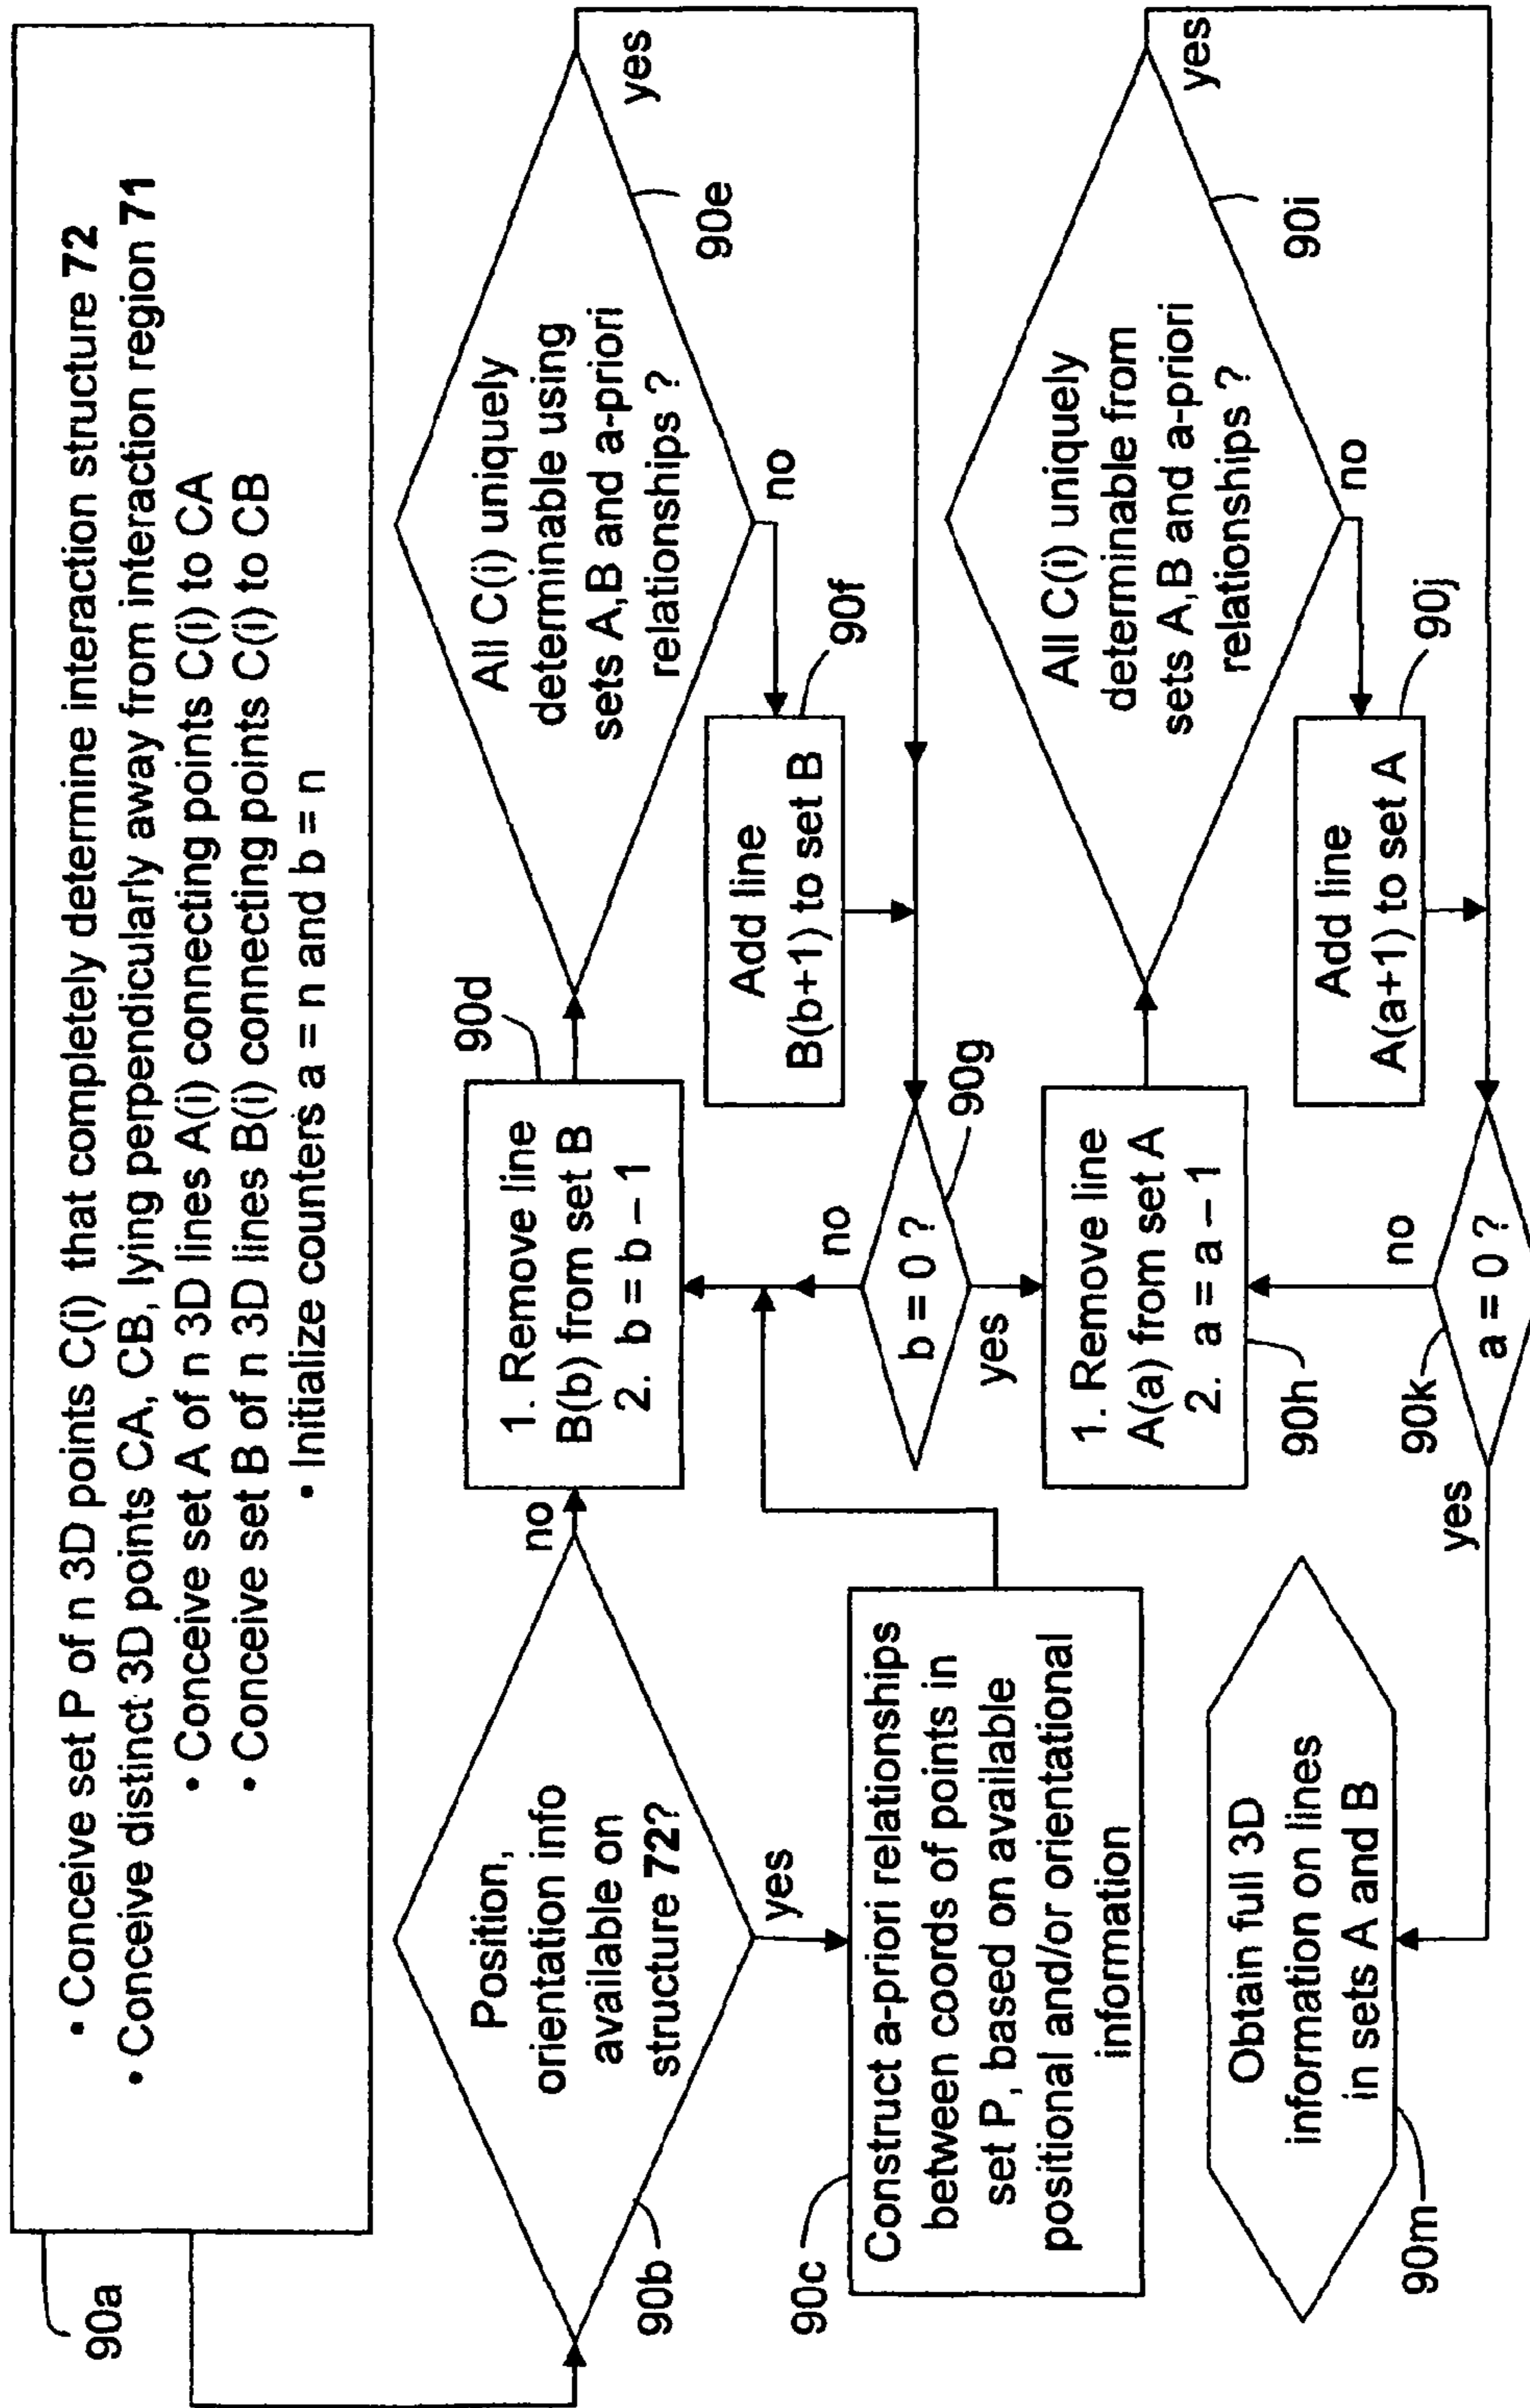 90a
• Conceive set P of n 3D points C(i) that completely determine interaction structure 72
• Conceive distinct 3D points CA, CB, lying perpendicularly away from interaction region 71
• Conceive set A of n 3D lines A(i) connecting points C(i) to CA
• Conceive set B of n 3D lines B(i) connecting points C(i) to CB
• Initialize counters a = n and b = n
90b
Position,
orientation info
available on
structure 72?
no
yes
90c
Construct a-priori relationships
between coords of points in
set P, based on available
positional and/or orientational
information
90d
1. Remove line
B(b) from set B
2. b = b – 1
All C(i) uniquely
determinable using
sets A,B and a-priori
relationships ?
90e
yes
no
90f
Add line
B(b+1) to set B
no
b = 0 ?
90g
yes
1. Remove line
A(a) from set A
2. a = a – 1
90h
All C(i) uniquely
determinable from
sets A,B and a-priori
relationships ?
90i
yes
no
Add line
A(a+1) to set A
90j
no
90k
a = 0 ?
yes
Obtain full 3D
information on lines
in sets A and B
90m